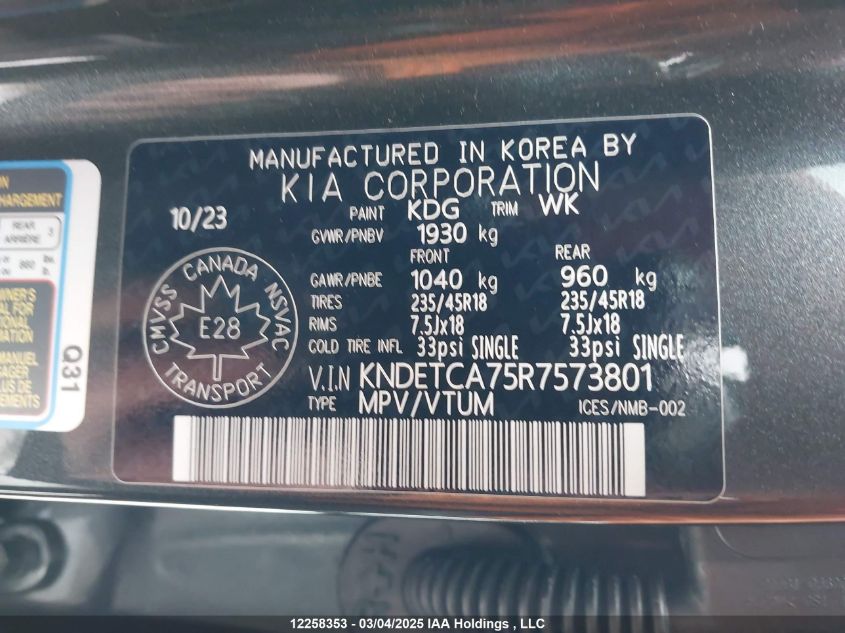 MANUFACTURED IN KOREA BY
KIA CORPORATION
10/23 PAINT KDG TRIM WK
GVWR/PNBV 1930 kg
FRONT REAR
GAWR/PNBE 1040 kg 960 kg
TIRES 235/45R18 235/45R18
RIMS 7.5Jx18 7.5Jx18
COLD TIRE INFL 33psi SINGLE 33psi SINGLE
V.I.N KNDETCA75R7573801
TYPE MPV/VTUM ICES/NMB-002
CMVSS CANADA NSVAC
E28
TRANSPORT
REAR
ARRIÈRE 3
Q31
12258353 - 03/04/2025 IAA Holdings , LLC